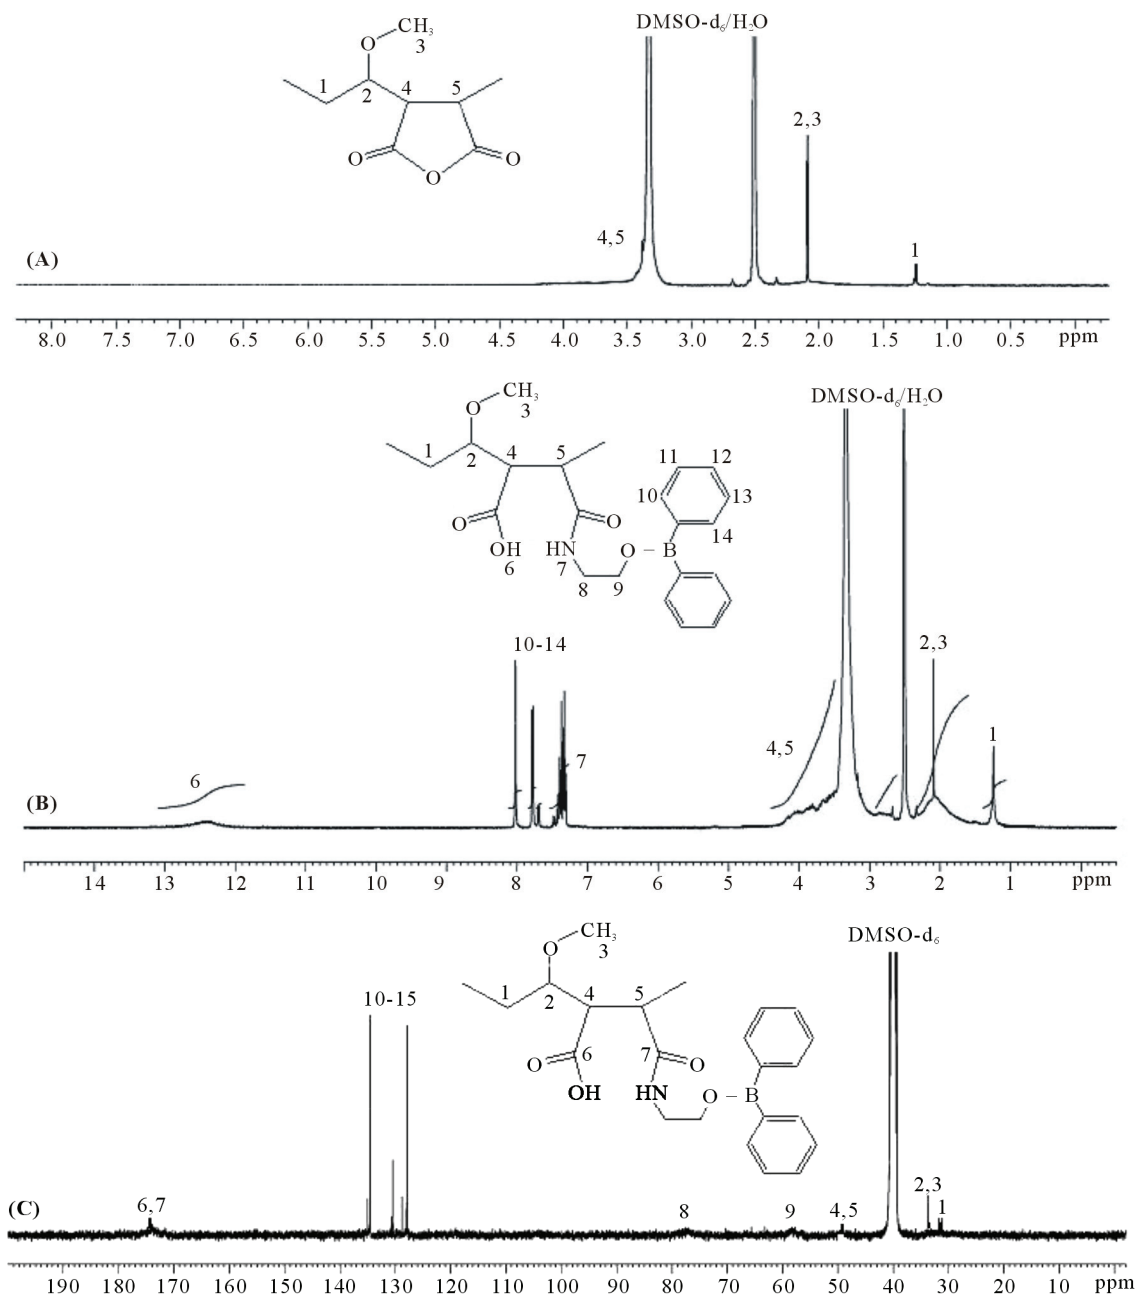 DMSO-d₆/H₂O
O
CH₃
3
1
2
4
5
O
O
O
2,3
4,5
1
(A)
8.0 7.5 7.0 6.5 6.0 5.5 5.0 4.5 4.0 3.5 3.0 2.5 2.0 1.5 1.0 0.5 ppm
DMSO-d₆/H₂O
O
CH₃
3
1
2
4
5
11
12
10
13
O
O
14
OH
HN
O – B
6
7
8
9
10-14
2,3
7
4,5
1
6
(B)
14 13 12 11 10 9 8 7 6 5 4 3 2 1 ppm
DMSO-d₆
O
CH₃
3
1
2
4
5
10-15
O
6
7
O
OH
HN
O – B
(C)
6,7
8
9
4,5
2,3
1
190 180 170 160 150 140 130 120 110 100 90 80 70 60 50 40 30 20 10 ppm